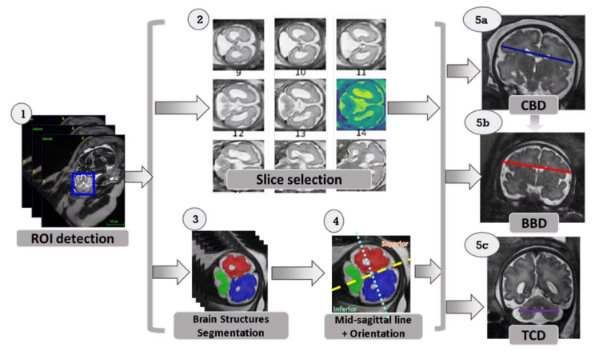 1
ROI detection
2
9 10 11
12 13 14
Slice selection
3
Brain Structures
Segmentation
4
Superior
Inferior
Mid-sagittal line
+ Orientation
5a
CBD
5b
BBD
5c
TCD